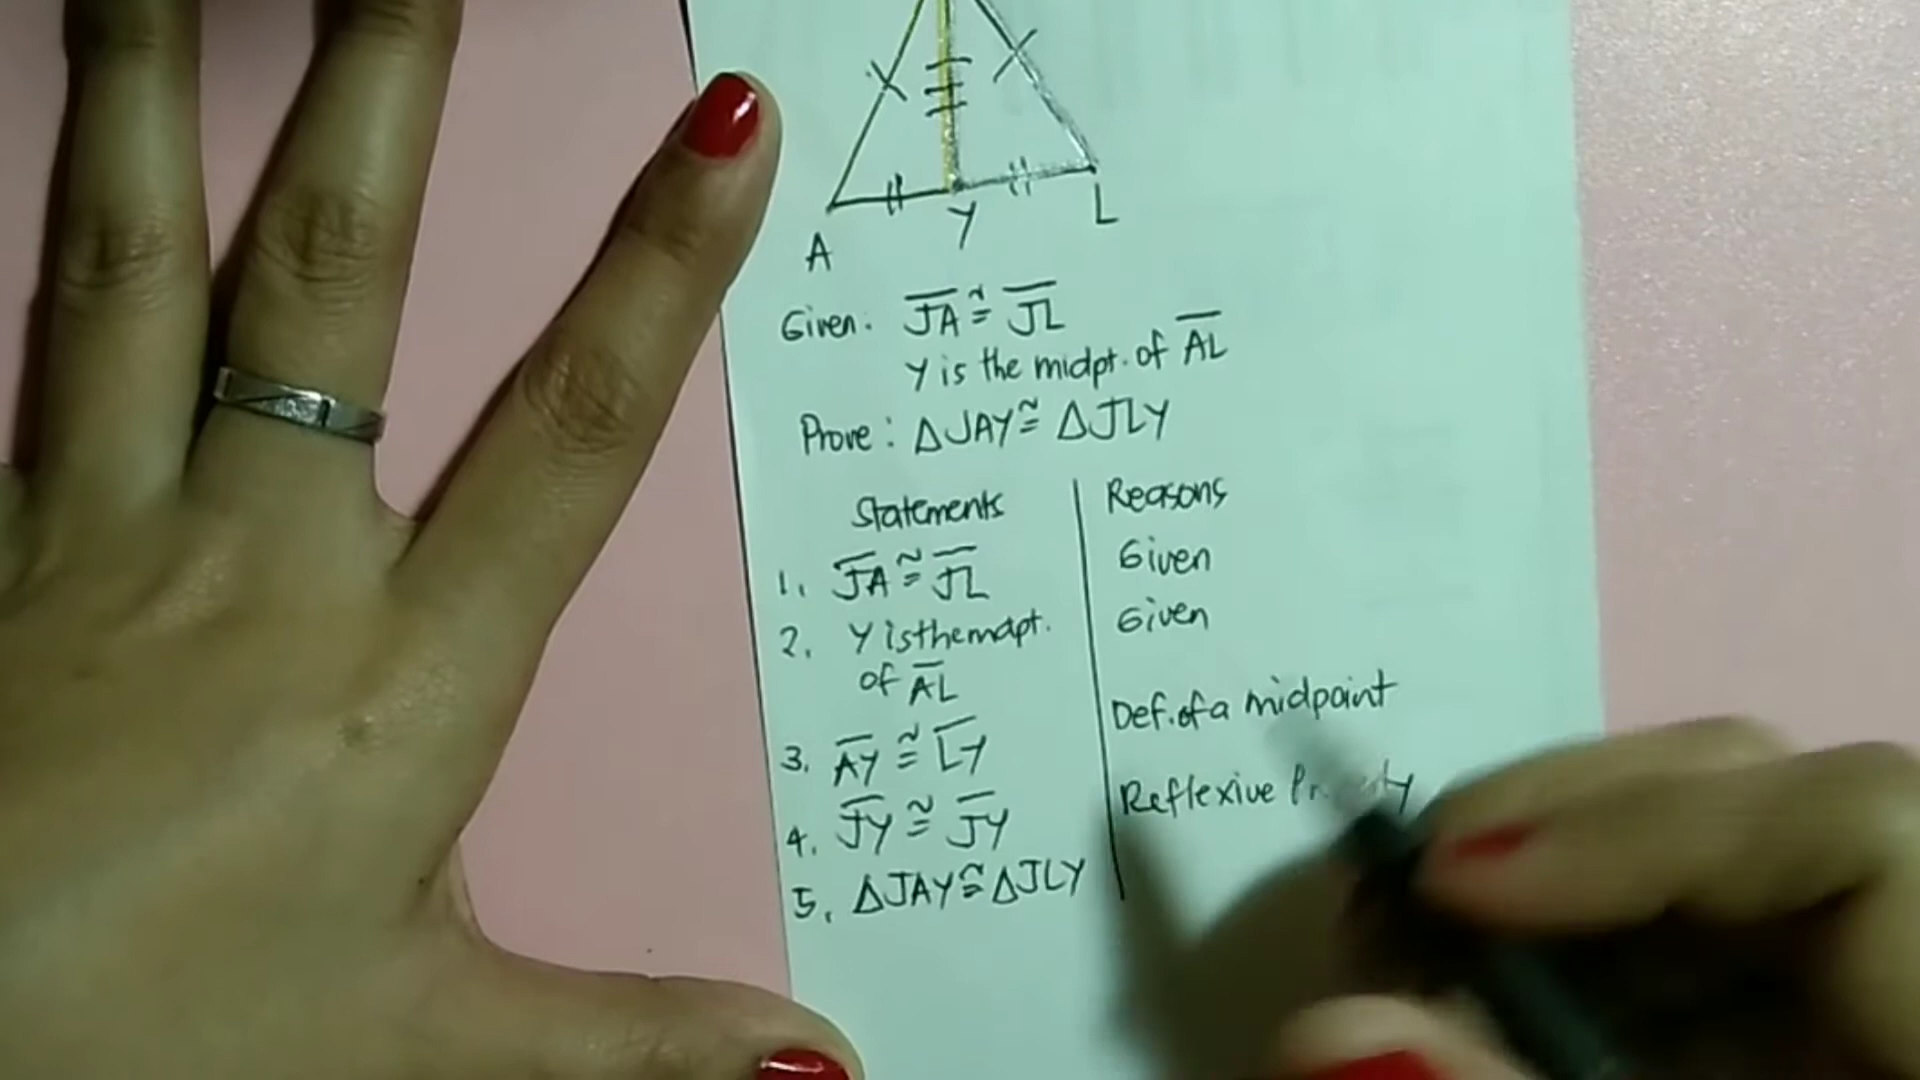 A
Y
L
Given: JA ≅ JL
Y is the midpt. of AL
Prove: ΔJAY ≅ ΔJLY
Statements
Reasons
1. JA ≅ JL
Given
2. Y is the mdpt.
Given
of AL
3. AY ≅ LY
Def. of a midpoint
4. JY ≅ JY
Reflexive
5. ΔJAY ≅ ΔJLY